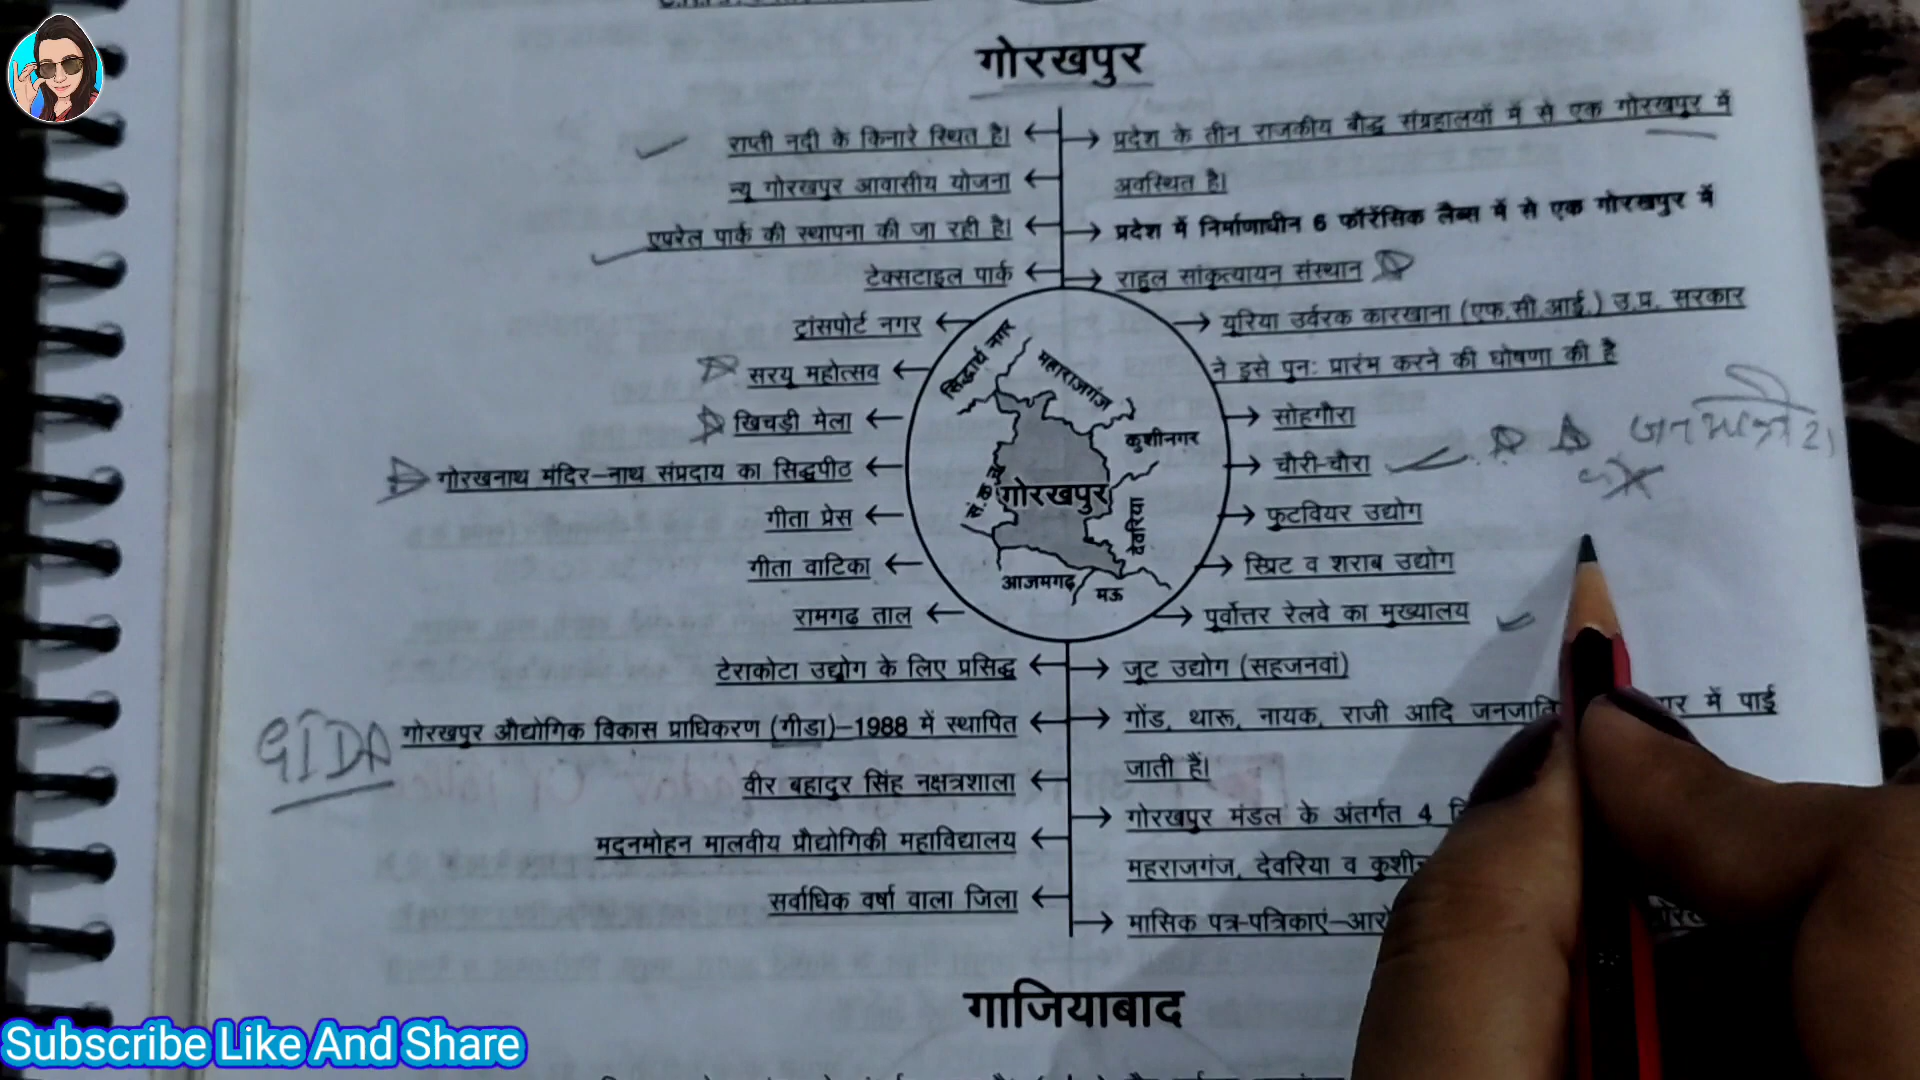 गोरखपुर
राप्ती नदी के किनारे स्थित है।
न्यू गोरखपुर आवासीय योजना
एपरेल पार्क की स्थापना की जा रही है।
टेक्सटाइल पार्क
ट्रांसपोर्ट नगर
सरयू महोत्सव
खिचड़ी मेला
गोरखनाथ मंदिर–नाथ संप्रदाय का सिद्धपीठ
गीता प्रेस
गीता वाटिका
रामगढ़ ताल
टेराकोटा उद्योग के लिए प्रसिद्ध
GIDA
गोरखपुर औद्योगिक विकास प्राधिकरण (गीडा)–1988 में स्थापित
वीर बहादुर सिंह नक्षत्रशाला
मदनमोहन मालवीय प्रौद्योगिकी महाविद्यालय
सर्वाधिक वर्षा वाला जिला
सिद्धार्थ नगर
महाराजगंज
कुशीनगर
गोरखपुर
देवरिया
आजमगढ़
मऊ
प्रदेश के तीन राजकीय बौद्ध संग्रहालयों में से एक गोरखपुर में
अवस्थित है।
प्रदेश में निर्माणाधीन 6 फॉरेंसिक लैब्स में से एक गोरखपुर में
राहुल सांकृत्यायन संस्थान
यूरिया उर्वरक कारखाना (एफ.सी.आई.) उ.प्र. सरकार
ने इसे पुनः प्रारंभ करने की घोषणा की है
सोहगौरा
चौरी-चौरा
फुटवियर उद्योग
स्प्रिट व शराब उद्योग
पूर्वोत्तर रेलवे का मुख्यालय
जूट उद्योग (सहजनवां)
गोंड, थारू, नायक, राजी आदि में पाई
जाती हैं।
गोरखपुर मंडल के अंतर्गत 4
महराजगंज, देवरिया व
मासिक पत्र-पत्रिकाएं–
गाजियाबाद
Subscribe Like And Share